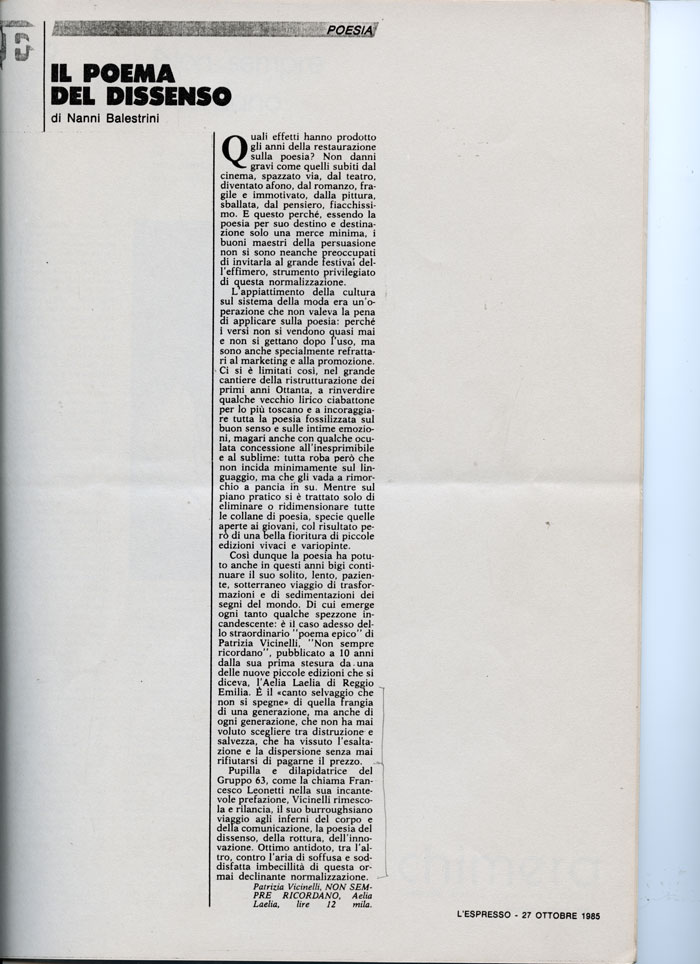 POESIA
IL POEMA
DEL DISSENSO
di Nanni Balestrini
Quali effetti hanno prodotto
gli anni della restaurazione
sulla poesia? Non danni
gravi come quelli subiti dal
cinema, spazzato via, dal teatro,
diventato afono, dal romanzo, fra-
gile e immotivato, dalla pittura,
sballata, dal pensiero, fiacchissi-
mo. E questo perché, essendo la
poesia per suo destino e destina-
zione solo una merce minima, i
buoni maestri della persuasione
non si sono neanche preoccupati
di invitarla al grande festival del-
l'effimero, strumento privilegiato
di questa normalizzazione.
L'appiattimento della cultura
sul sistema della moda era un'o-
perazione che non valeva la pena
di applicare sulla poesia: perché
i versi non si vendono quasi mai
e non si gettano dopo l'uso, ma
sono anche specialmente refratta-
ri al marketing e alla promozione.
Ci si è limitati così, nel grande
cantiere della ristrutturazione dei
primi anni Ottanta, a rinverdire
qualche vecchio lirico ciabattone
per lo più toscano e a incoraggia-
re tutta la poesia fossilizzata sul
buon senso e sulle intime emozio-
ni, magari anche con qualche ocu-
lata concessione all'inesprimibile
e al sublime: tutta roba però che
non incida minimamente sul lin-
guaggio, ma che gli vada a rimor-
chio a pancia in su. Mentre sul
piano pratico si è trattato solo di
eliminare o ridimensionare tutte
le collane di poesia, specie quelle
aperte ai giovani, col risultato pe-
rò di una bella fioritura di piccole
edizioni vivaci e variopinte.
Così dunque la poesia ha potu-
to anche in questi anni bigi conti-
nuare il suo solito, lento, pazien-
te, sotterraneo viaggio di trasfor-
mazioni e di sedimentazioni dei
segni del mondo. Di cui emerge
ogni tanto qualche spezzone in-
candescente: è il caso adesso del-
lo straordinario "poema epico" di
Patrizia Vicinelli, "Non sempre
ricordano", pubblicato a 10 anni
dalla sua prima stesura da una
delle nuove piccole edizioni che si
diceva, l'Aelia Laelia di Reggio
Emilia. È il «canto selvaggio che
non si spegne» di quella frangia
di una generazione, ma anche di
ogni generazione, che non ha mai
voluto scegliere tra distruzione e
salvezza, che ha vissuto l'esalta-
zione e la dispersione senza mai
rifiutarsi di pagarne il prezzo.
Pupilla e dilapidatrice del
Gruppo 63, come la chiama Fran-
cesco Leonetti nella sua incante-
vole prefazione, Vicinelli rimesco-
la e rilancia, il suo burroughsiano
viaggio agli inferni del corpo e
della comunicazione, la poesia del
dissenso, della rottura, dell'inno-
vazione. Ottimo antidoto, tra l'al-
tro, contro l'aria di soffusa e sod-
disfatta imbecillità di questa or-
mai declinante normalizzazione.
Patrizia Vicinelli, NON SEM-
PRE RICORDANO, Aelia
Laelia, lire 12 mila.
L'ESPRESSO - 27 OTTOBRE 1985